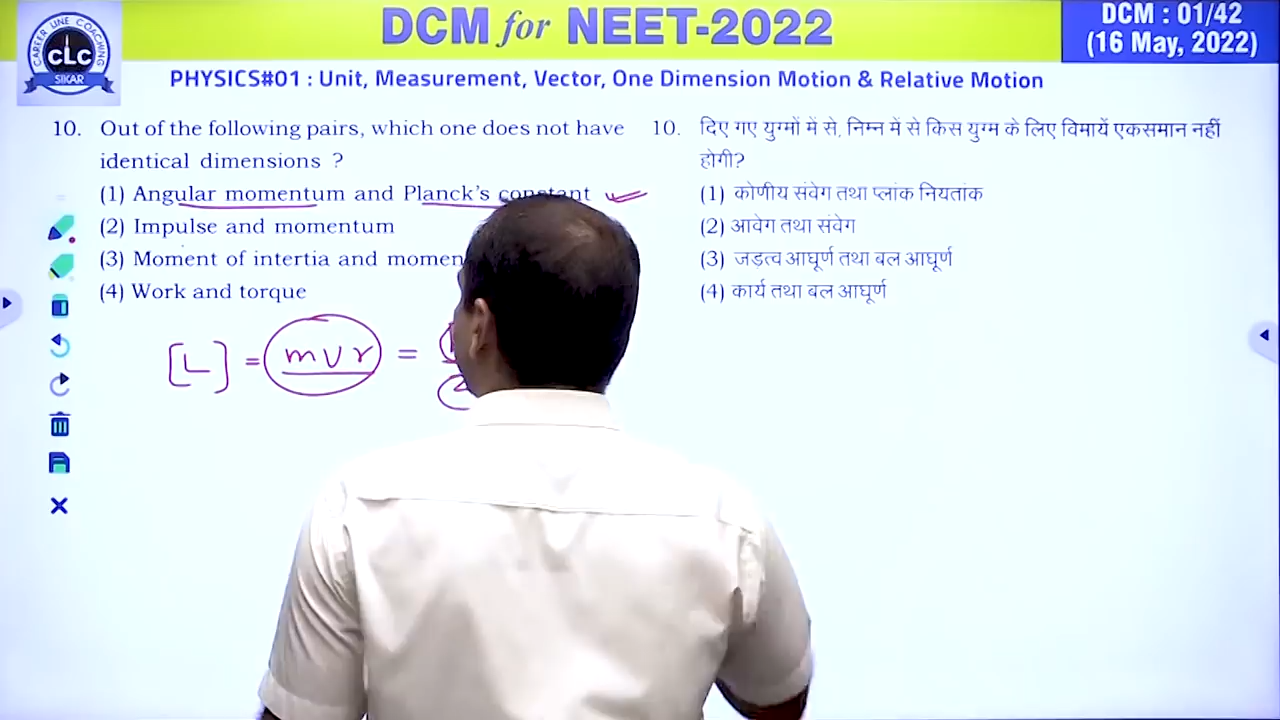 CAREER LINE COACHING
CLC
SIKAR
DCM for NEET-2022
DCM : 01/42
(16 May, 2022)
PHYSICS#01 : Unit, Measurement, Vector, One Dimension Motion & Relative Motion
10. Out of the following pairs, which one does not have
identical dimensions ?
(1) Angular momentum and Planck's constant
(2) Impulse and momentum
(3) Moment of intertia and momen
(4) Work and torque
[L] = mvr =
10. दिए गए युग्मों में से, निम्न में से किस युग्म के लिए विमायें एकसमान नहीं
होगी?
(1) कोणीय संवेग तथा प्लांक नियतांक
(2) आवेग तथा संवेग
(3) जड़त्व आघूर्ण तथा बल आघूर्ण
(4) कार्य तथा बल आघूर्ण